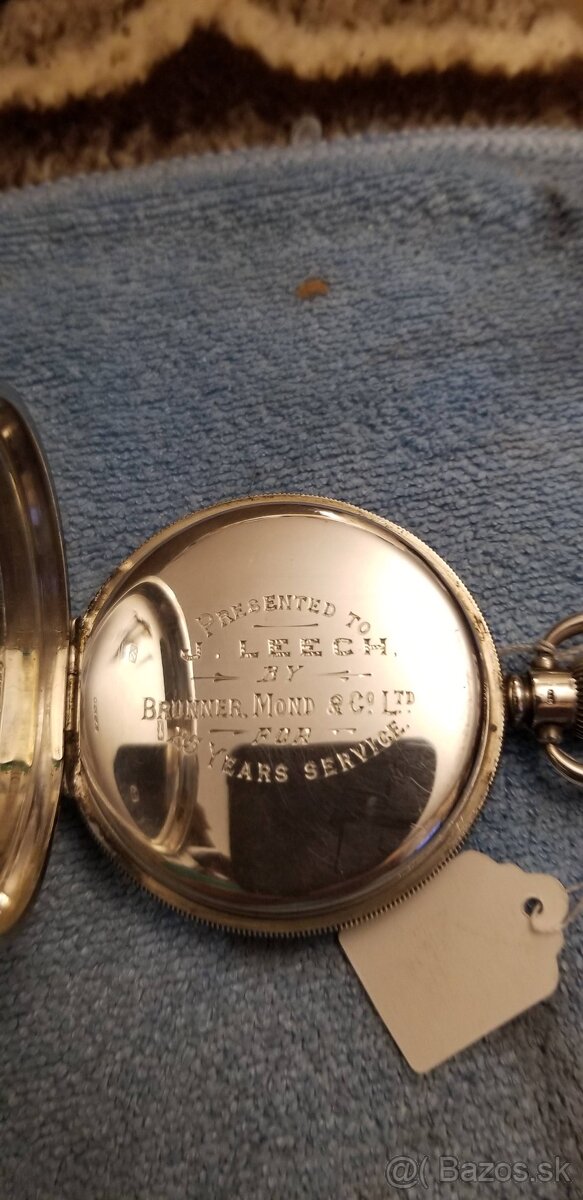 PRESENTED TO
J. LEECH.
BY
BRUNNER, MOND & Co. LTD
FOR
YEARS SERVICE.
@( Bazos.sk